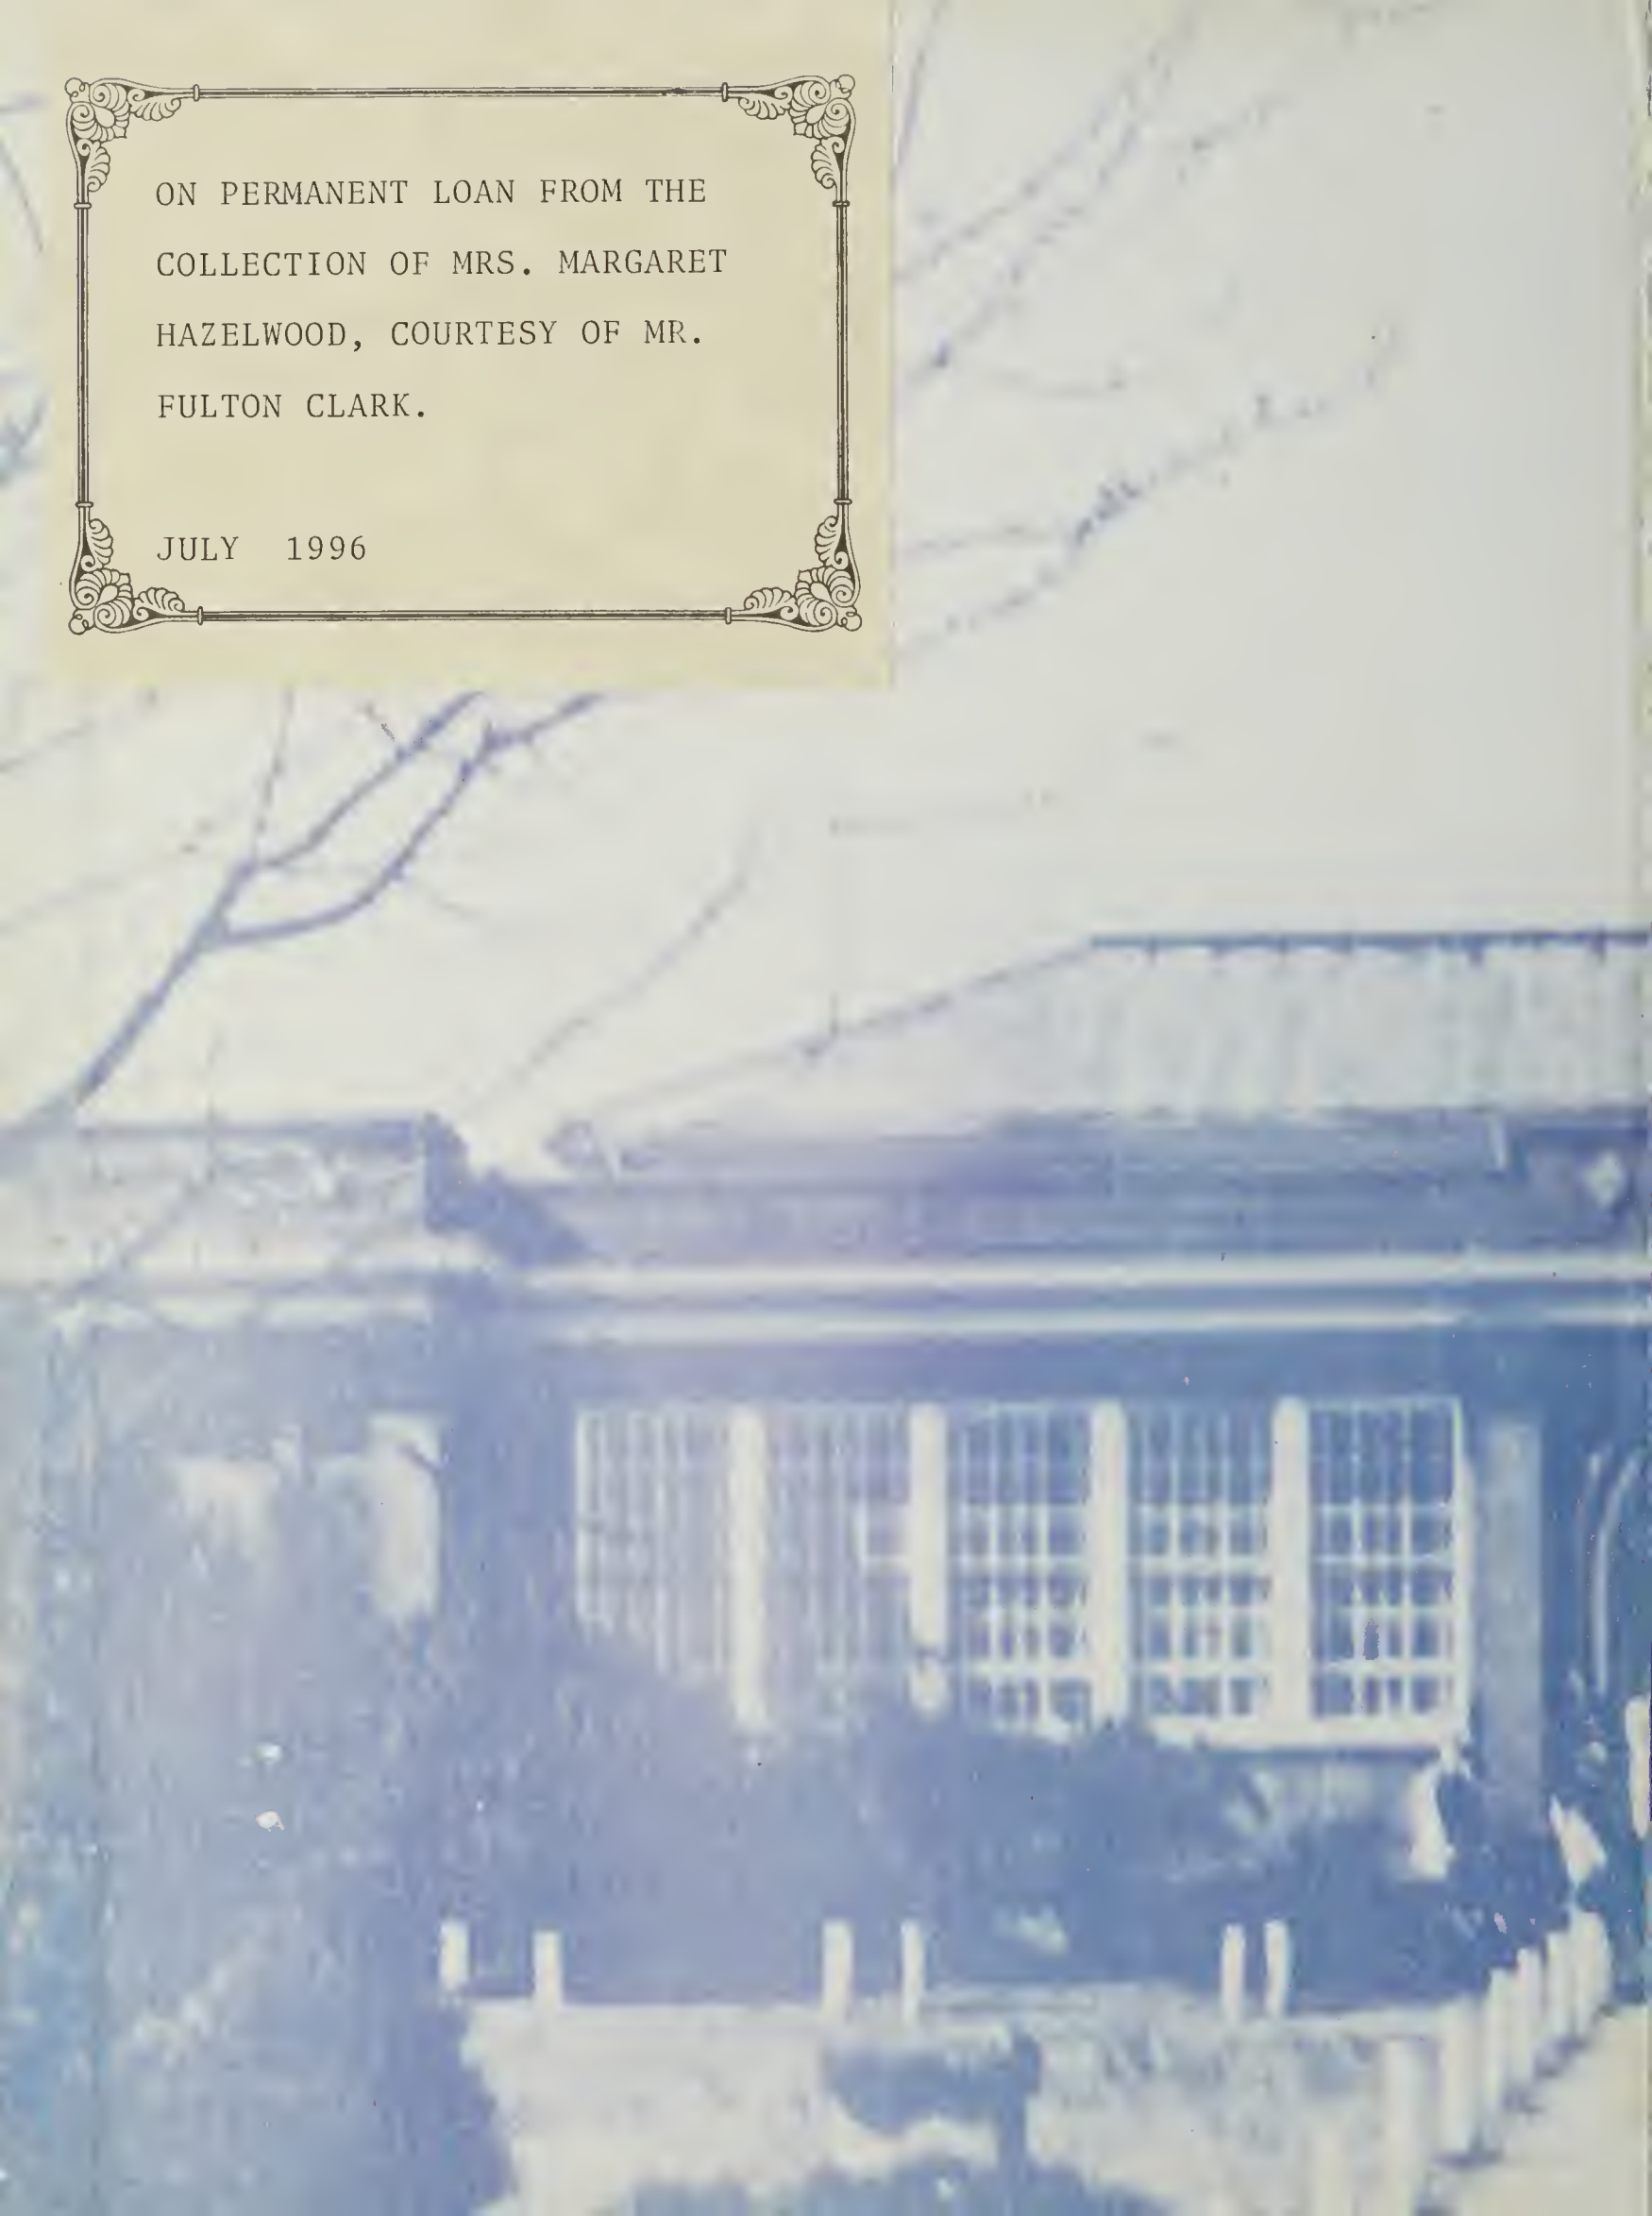 ON PERMANENT LOAN FROM THE
COLLECTION OF MRS. MARGARET
HAZELWOOD, COURTESY OF MR.
FULTON CLARK.
JULY 1996